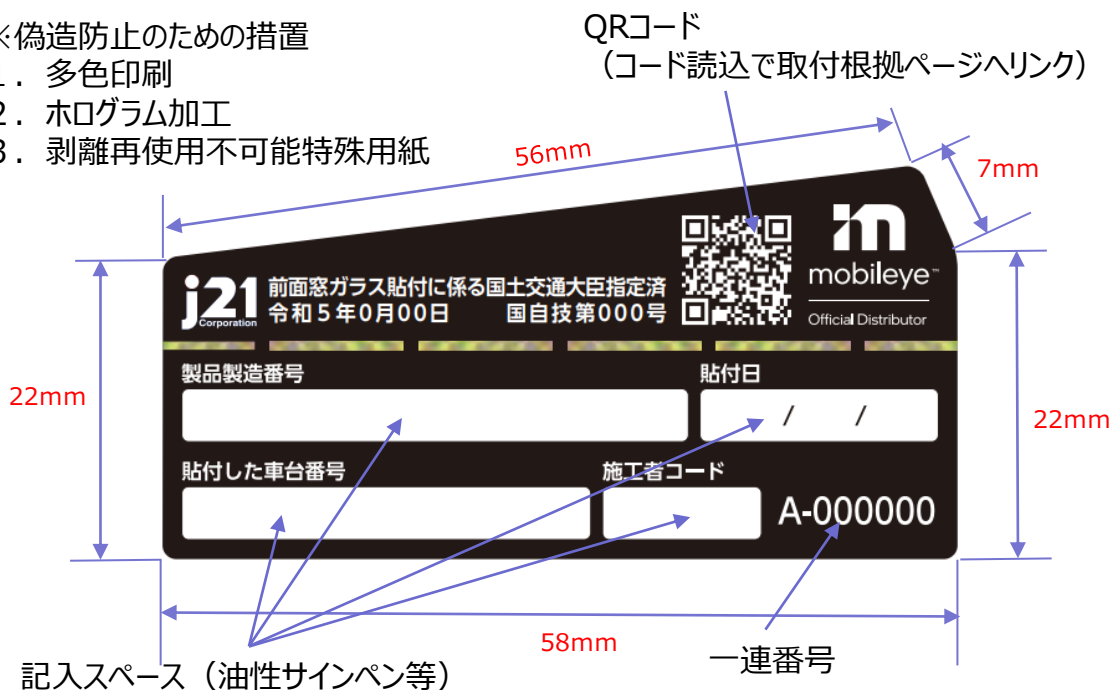 ※偽造防止のための措置
1．多色印刷
2．ホログラム加工
3．剥離再使用不可能特殊用紙
QRコード
（コード読込で取付根拠ページへリンク）
56mm
7mm
j21
Corporation
前面窓ガラス貼付に係る国土交通大臣指定済
令和５年0月00日 国自技第000号
m
mobileye™
Official Distributor
製品製造番号
貼付日
/ /
22mm
22mm
貼付した車台番号
施工者コード
A-000000
58mm
記入スペース（油性サインペン等）
一連番号